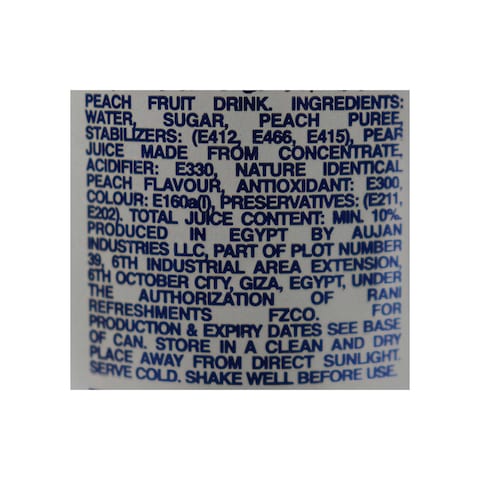 PEACH FRUIT DRINK. INGREDIENTS:
WATER, SUGAR, PEACH PUREE,
STABILIZERS: (E412, E466, E415), PEAR
JUICE MADE FROM CONCENTRATE,
ACIDIFIER: E330, NATURE IDENTICAL
PEACH FLAVOUR, ANTIOXIDANT: E300,
COLOUR: E160a(I), PRESERVATIVES: (E211,
E202). TOTAL JUICE CONTENT: MIN. 10%.
PRODUCED IN EGYPT BY AUJAN
INDUSTRIES LLC, PART OF PLOT NUMBER
39, 6TH INDUSTRIAL AREA EXTENSION,
6TH OCTOBER CITY, GIZA, EGYPT, UNDER
THE AUTHORIZATION OF RANI
REFRESHMENTS FZCO. FOR
PRODUCTION & EXPIRY DATES SEE BASE
OF CAN. STORE IN A CLEAN AND DRY
PLACE AWAY FROM DIRECT SUNLIGHT.
SERVE COLD. SHAKE WELL BEFORE USE.